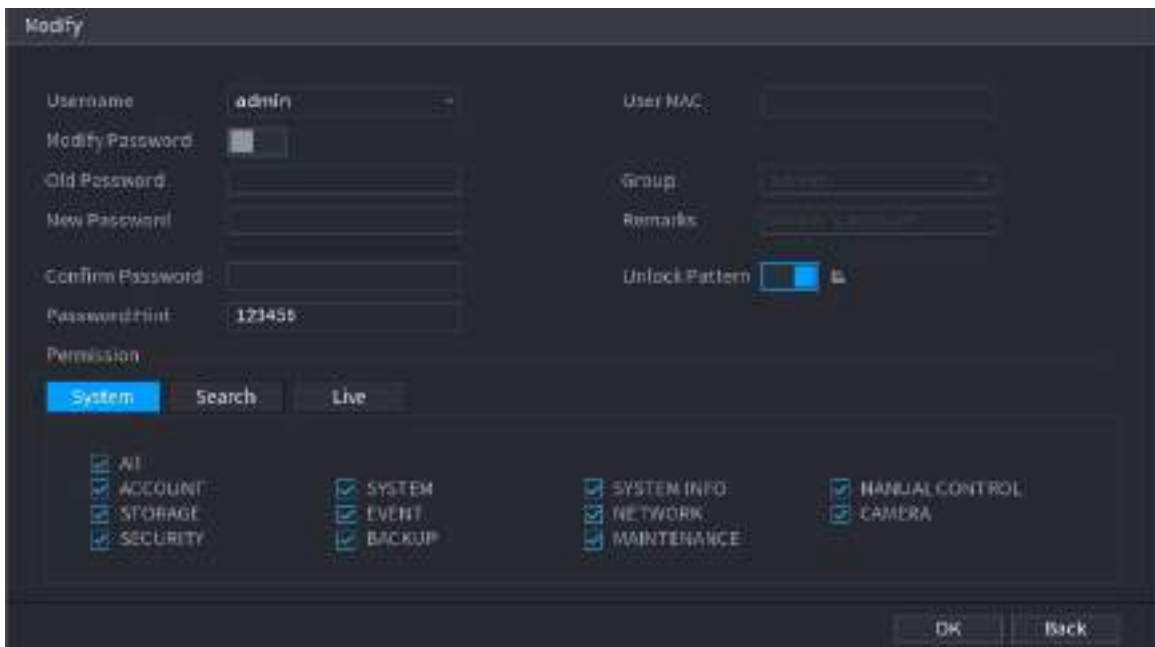 Modify
Username admin User MAC
Modify Password
Old Password Group
New Password Remarks
Confirm Password Unlock Pattern
Password Hint 123456
Permission
System Search Live
All
ACCOUNT SYSTEM SYSTEM INFO MANUAL CONTROL
STORAGE EVENT NETWORK CAMERA
SECURITY BACKUP MAINTENANCE
OK Back